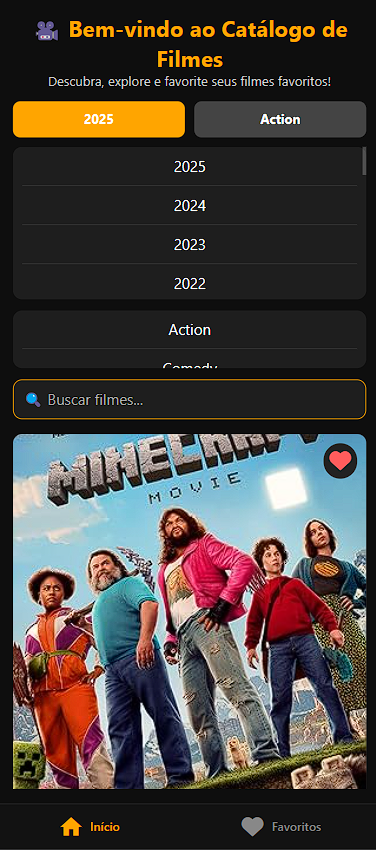 Bem-vindo ao Catálogo de
Filmes
Descubra, explore e favorite seus filmes favoritos!
2025 Action
2025
2024
2023
2022
Action
Comedy
Buscar filmes...
MINECRAFT
MOVIE
Início Favoritos